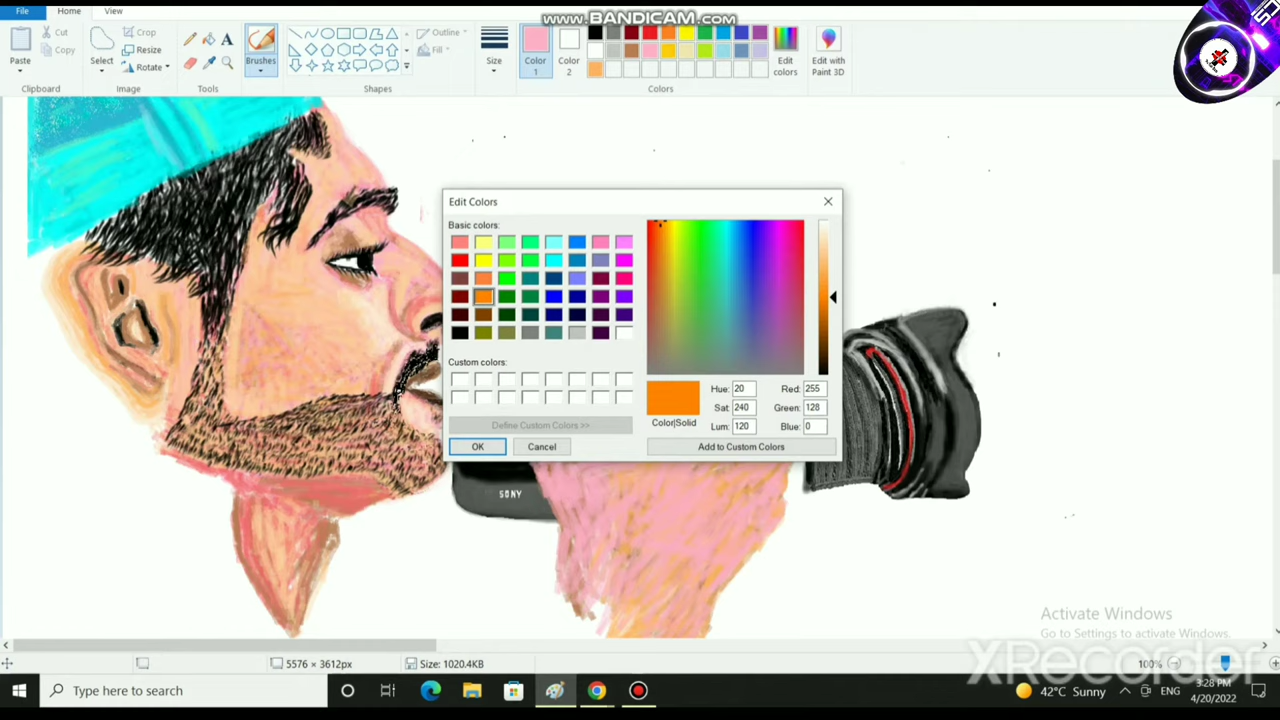 www.BANDICAM.com
File
Home
View
Paste
Cut
Copy
Clipboard
Select
Crop
Resize
Rotate
Image
A
Tools
Brushes
Outline
Fill
Shapes
Size
Color
1
Color
2
Colors
Edit
colors
Edit with
Paint 3D
Edit Colors
Basic colors:
Custom colors:
Define Custom Colors >>
OK
Cancel
Color|Solid
Hue: 20
Sat: 240
Lum: 120
Red: 255
Green: 128
Blue: 0
Add to Custom Colors
SONY
Activate Windows
Go to Settings to activate Windows.
XRecorder
5576 × 3612px
Size: 1020.4KB
100%
Type here to search
42°C Sunny
ENG
3:28 PM
4/20/2022